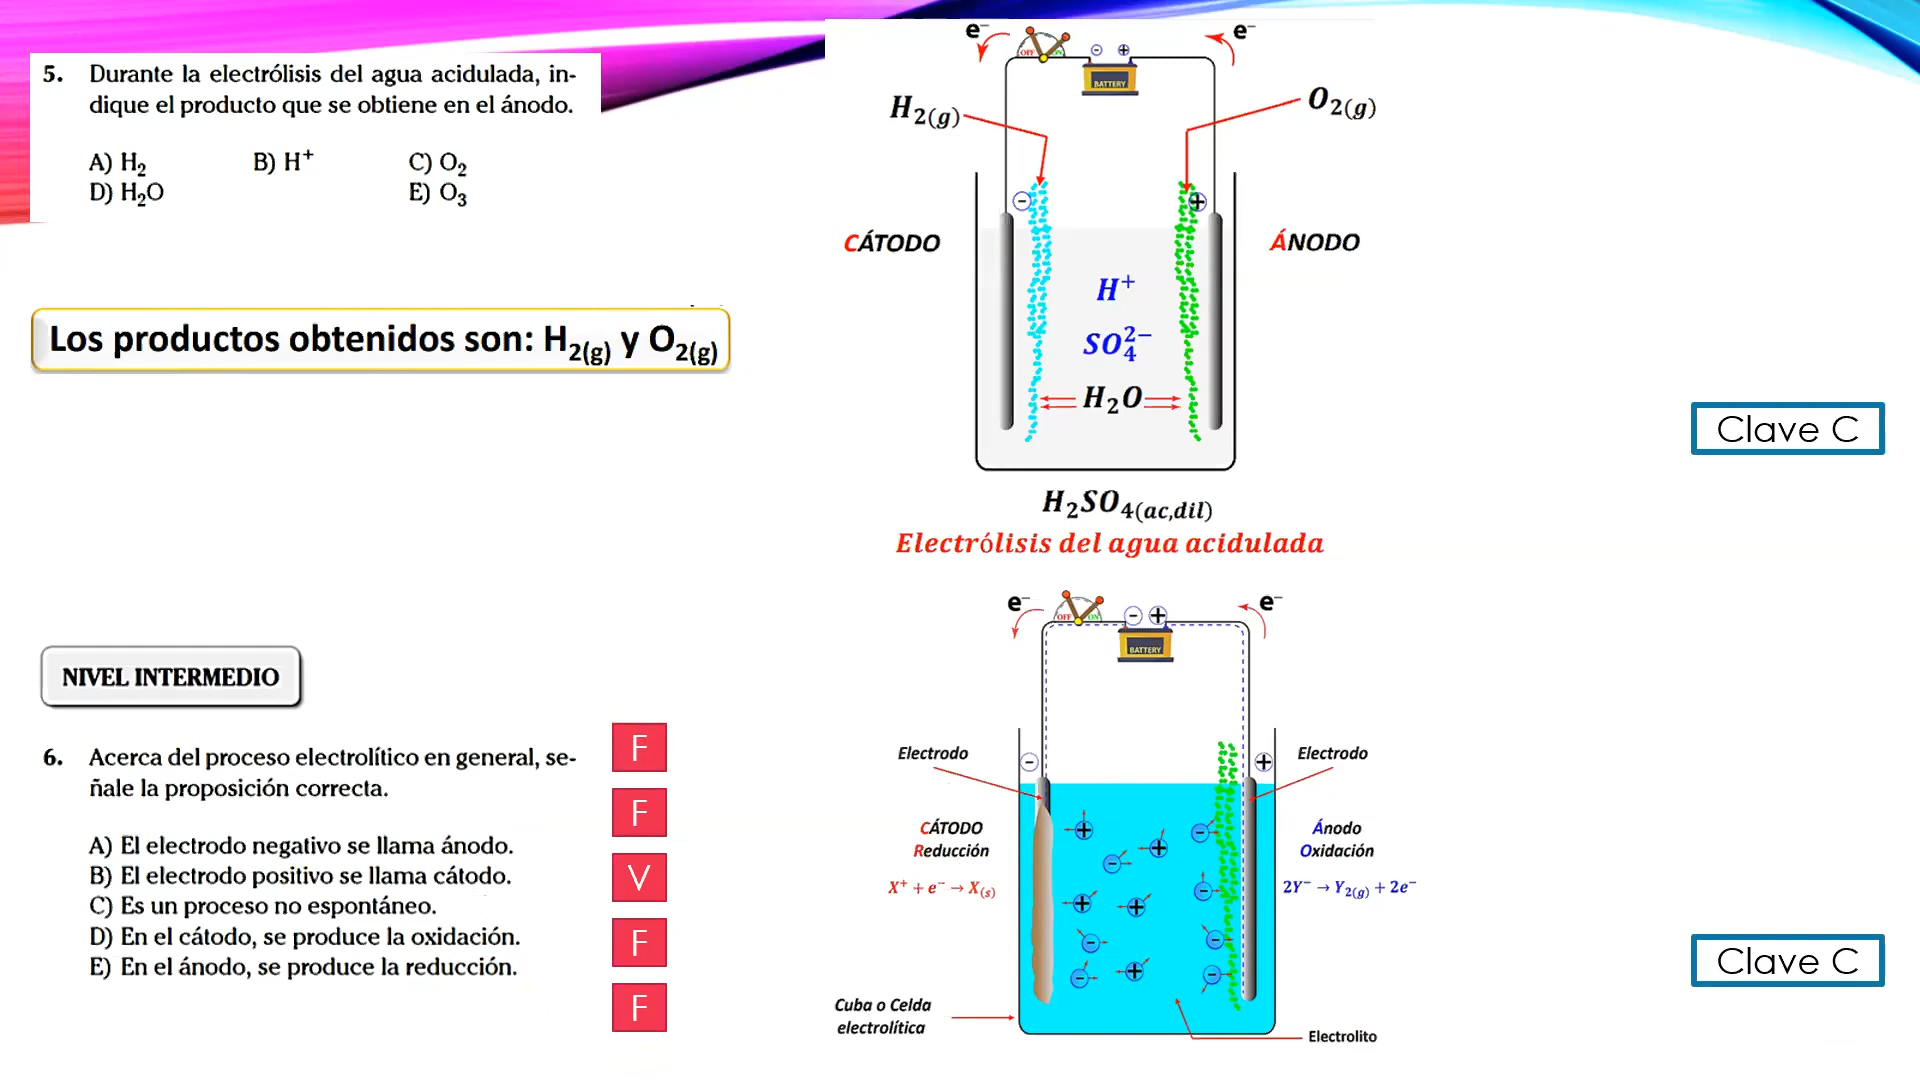 5. Durante la electrólisis del agua acidulada, in-
dique el producto que se obtiene en el ánodo.
A) H₂ B) H⁺ C) O₂
D) H₂O E) O₃
Los productos obtenidos son: H₂(g) y O₂(g)
e⁻ e⁻
OFF ON - +
BATTERY
H₂(g) O₂(g)
- +
CÁTODO ÁNODO
H⁺
SO₄²⁻
H₂O
H₂SO₄(ac,dil)
Electrólisis del agua acidulada
Clave C
NIVEL INTERMEDIO
6. Acerca del proceso electrolítico en general, se-
ñale la proposición correcta.
A) El electrodo negativo se llama ánodo.
B) El electrodo positivo se llama cátodo.
C) Es un proceso no espontáneo.
D) En el cátodo, se produce la oxidación.
E) En el ánodo, se produce la reducción.
F
F
V
F
F
e⁻ e⁻
OFF ON - +
BATTERY
Electrodo Electrodo
- +
CÁTODO
Reducción
X⁺ + e⁻ → X(s)
Ánodo
Oxidación
2Y⁻ → Y₂(g) + 2e⁻
Cuba o Celda
electrolítica
Electrolito
Clave C